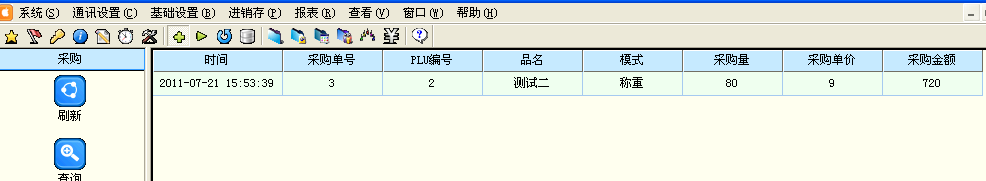 系统(S) 通讯设置(C) 基础设置(B) 进销存(P) 报表(R) 查看(V) 窗口(W) 帮助(H)
采购 时间 采购单号 PLU编号 品名 模式 采购量 采购单价 采购金额
2011-07-21 15:53:39 3 2 测试二 称重 80 9 720
刷新
查询